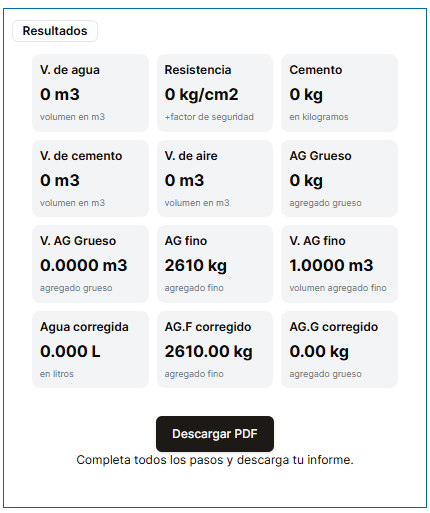 Resultados
V. de agua
0 m3
volumen en m3
Resistencia
0 kg/cm2
+factor de seguridad
Cemento
0 kg
en kilogramos
V. de cemento
0 m3
volumen en m3
V. de aire
0 m3
volumen en m3
AG Grueso
0 kg
agregado grueso
V. AG Grueso
0.0000 m3
agregado grueso
AG fino
2610 kg
agregado fino
V. AG fino
1.0000 m3
volumen agregado fino
Agua corregida
0.000 L
en litros
AG.F corregido
2610.00 kg
agregado fino
AG.G corregido
0.00 kg
agregado grueso
Descargar PDF
Completa todos los pasos y descarga tu informe.